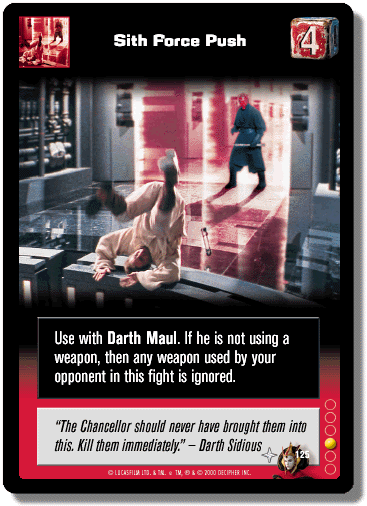 Sith Force Push
4
Use with Darth Maul. If he is not using a
weapon, then any weapon used by your
opponent in this fight is ignored.
"The Chancellor should never have brought them into
this. Kill them immediately." – Darth Sidious
125
© LUCASFILM LTD. & TM. ® TM, ® & © 2000 DECIPHER INC.